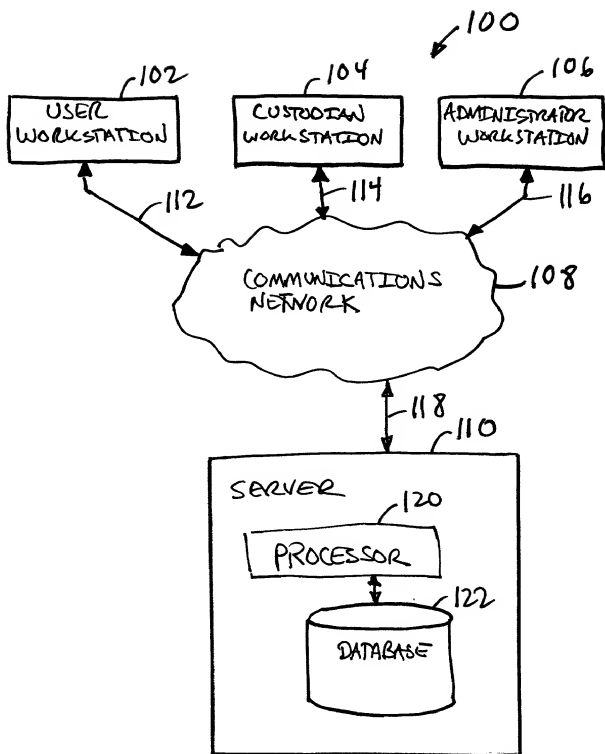 100
102
104
106
USER
WORKSTATION
CUSTODIAN
WORKSTATION
ADMINISTRATOR
WORKSTATION
112
114
116
COMMUNICATIONS
NETWORK
108
118
110
SERVER
120
PROCESSOR
122
DATABASE